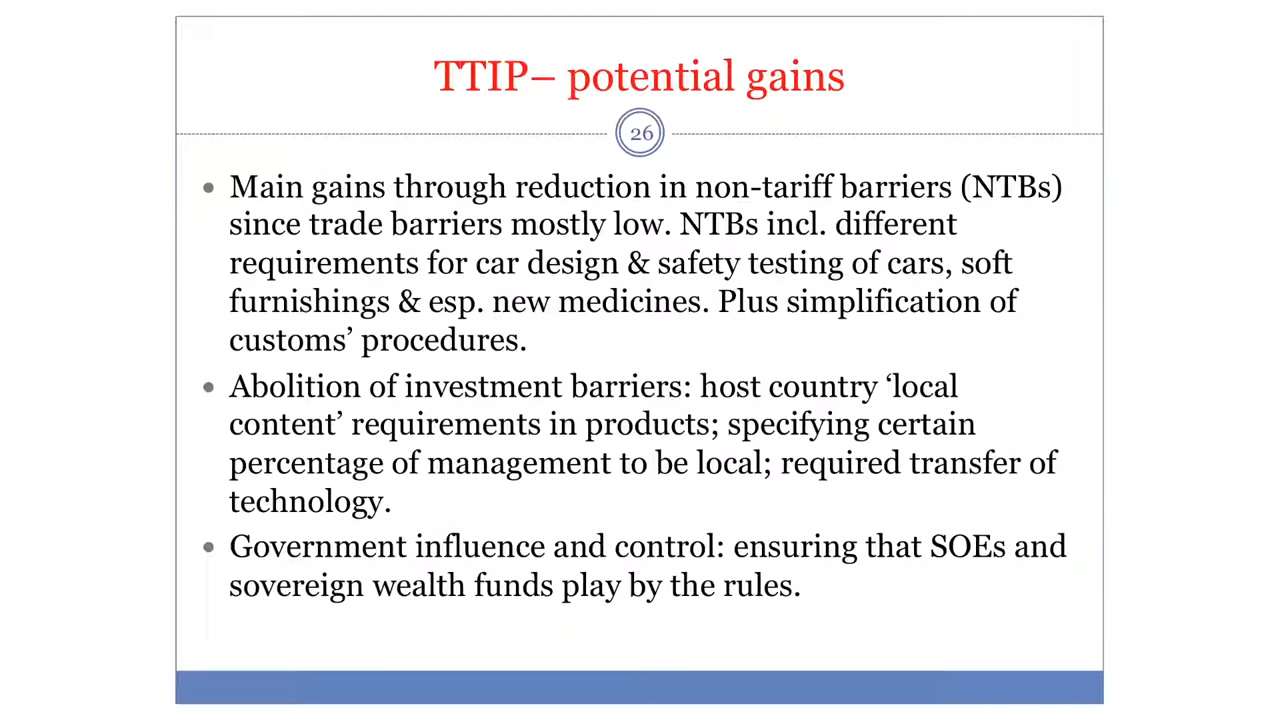 TTIP– potential gains
26
• Main gains through reduction in non-tariff barriers (NTBs)
since trade barriers mostly low. NTBs incl. different
requirements for car design & safety testing of cars, soft
furnishings & esp. new medicines. Plus simplification of
customs’ procedures.
• Abolition of investment barriers: host country ‘local
content’ requirements in products; specifying certain
percentage of management to be local; required transfer of
technology.
• Government influence and control: ensuring that SOEs and
sovereign wealth funds play by the rules.